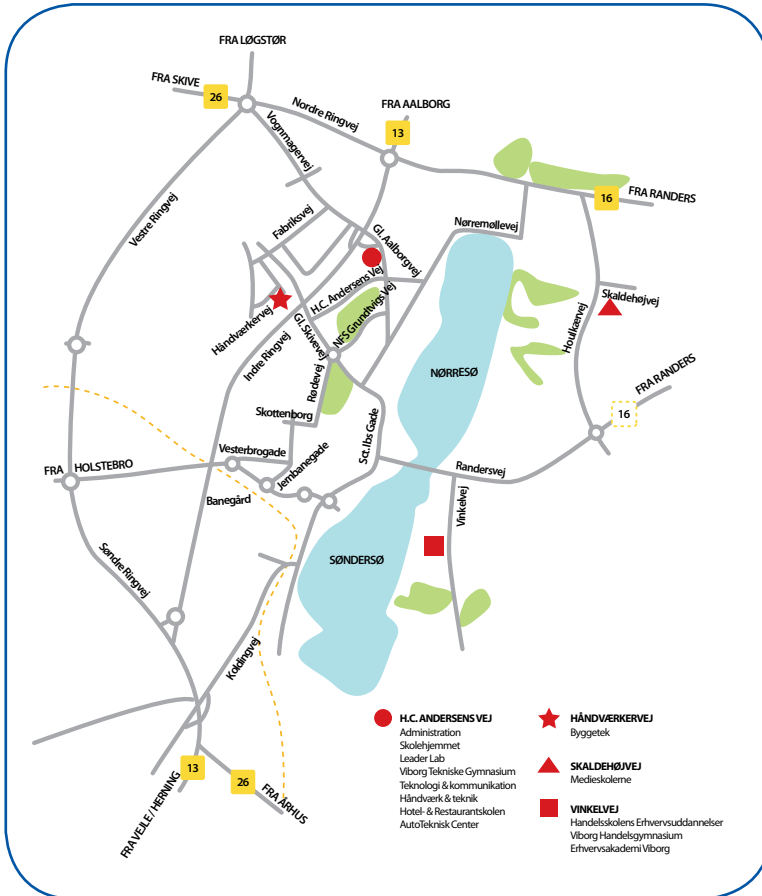 FRA LØGSTØR
FRA SKIVE
26
Nordre Ringvej
FRA AALBORG
13
Vognmagervej
16
FRA RANDERS
Vestre Ringvej
Fabriksvej
Nørremøllevej
Gl. Aalborgvej
H.C. Andersens Vej
Skaldehøjvej
Håndværkervej
Gl. Skivevej
NFS Grundtvigs Vej
Indre Ringvej
Houlkærvej
NØRRESØ
FRA RANDERS
16
Rødevej
Skottenborg
Sct. Ibs Gade
Vesterbrogade
FRA HOLSTEBRO
Jernbanegade
Randersvej
Banegård
Vinkelvej
SØNDERSØ
Søndre Ringvej
Koldingvej
13
26
FRA VEJLE / HERNING
FRA ÅRHUS
H.C. ANDERSENS VEJ
Administration
Skolehjemmet
Leader Lab
Viborg Tekniske Gymnasium
Teknologi & kommunikation
Håndværk & teknik
Hotel- & Restaurantskolen
AutoTeknisk Center
HÅNDVÆRKERVEJ
Byggetek
SKALDEHØJVEJ
Medieskolerne
VINKELVEJ
Handelsskolens Erhvervsuddannelser
Viborg Handelsgymnasium
Erhvervsakademi Viborg